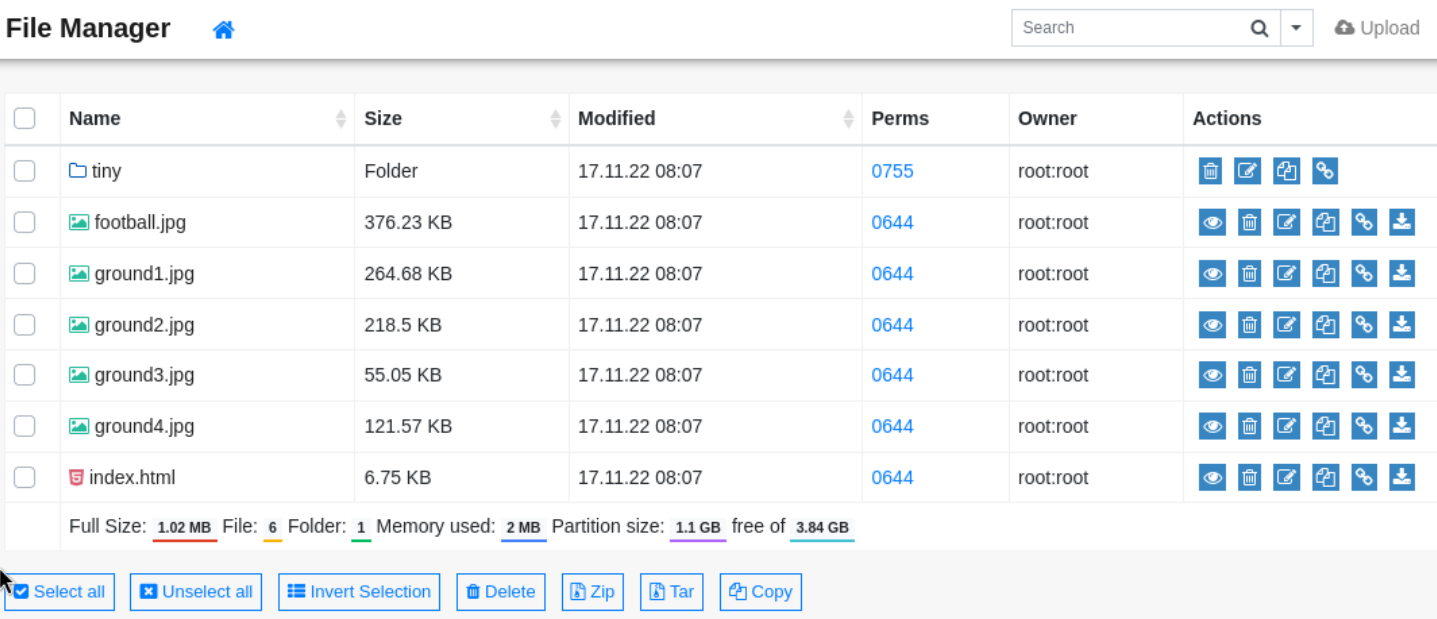 File Manager Search Upload
Name Size Modified Perms Owner Actions
tiny Folder 17.11.22 08:07 0755 root:root
football.jpg 376.23 KB 17.11.22 08:07 0644 root:root
ground1.jpg 264.68 KB 17.11.22 08:07 0644 root:root
ground2.jpg 218.5 KB 17.11.22 08:07 0644 root:root
ground3.jpg 55.05 KB 17.11.22 08:07 0644 root:root
ground4.jpg 121.57 KB 17.11.22 08:07 0644 root:root
index.html 6.75 KB 17.11.22 08:07 0644 root:root
Full Size: 1.02 MB File: 6 Folder: 1 Memory used: 2 MB Partition size: 1.1 GB free of 3.84 GB
Select all Unselect all Invert Selection Delete Zip Tar Copy